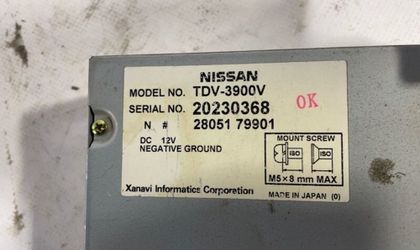 NISSAN
MODEL NO. TDV-3900V
SERIAL NO. 20230368
OK
N # 28051 79901
DC 12V
NEGATIVE GROUND
MOUNT SCREW
ISO ISO
M5×8 mm MAX
Xanavi Informatics Corporation
MADE IN JAPAN (0)